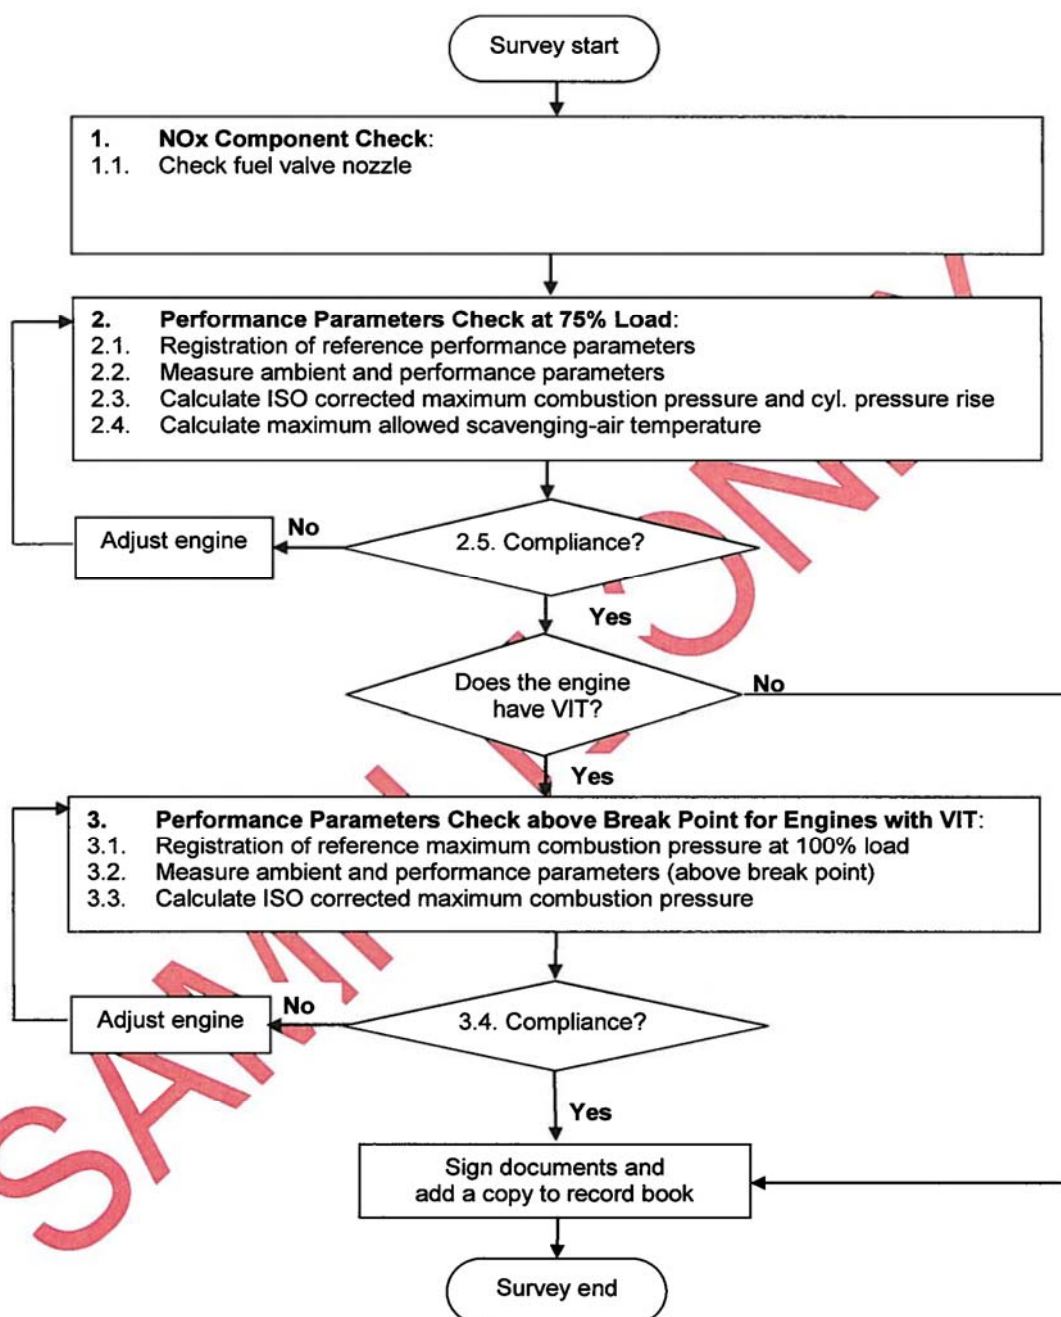 Survey start
1. NOx Component Check:
1.1. Check fuel valve nozzle
2. Performance Parameters Check at 75% Load:
2.1. Registration of reference performance parameters
2.2. Measure ambient and performance parameters
2.3. Calculate ISO corrected maximum combustion pressure and cyl. pressure rise
2.4. Calculate maximum allowed scavenging-air temperature
Adjust engine
No
2.5. Compliance?
Yes
Does the engine
have VIT?
No
Yes
3. Performance Parameters Check above Break Point for Engines with VIT:
3.1. Registration of reference maximum combustion pressure at 100% load
3.2. Measure ambient and performance parameters (above break point)
3.3. Calculate ISO corrected maximum combustion pressure
Adjust engine
No
3.4. Compliance?
Yes
Sign documents and
add a copy to record book
Survey end